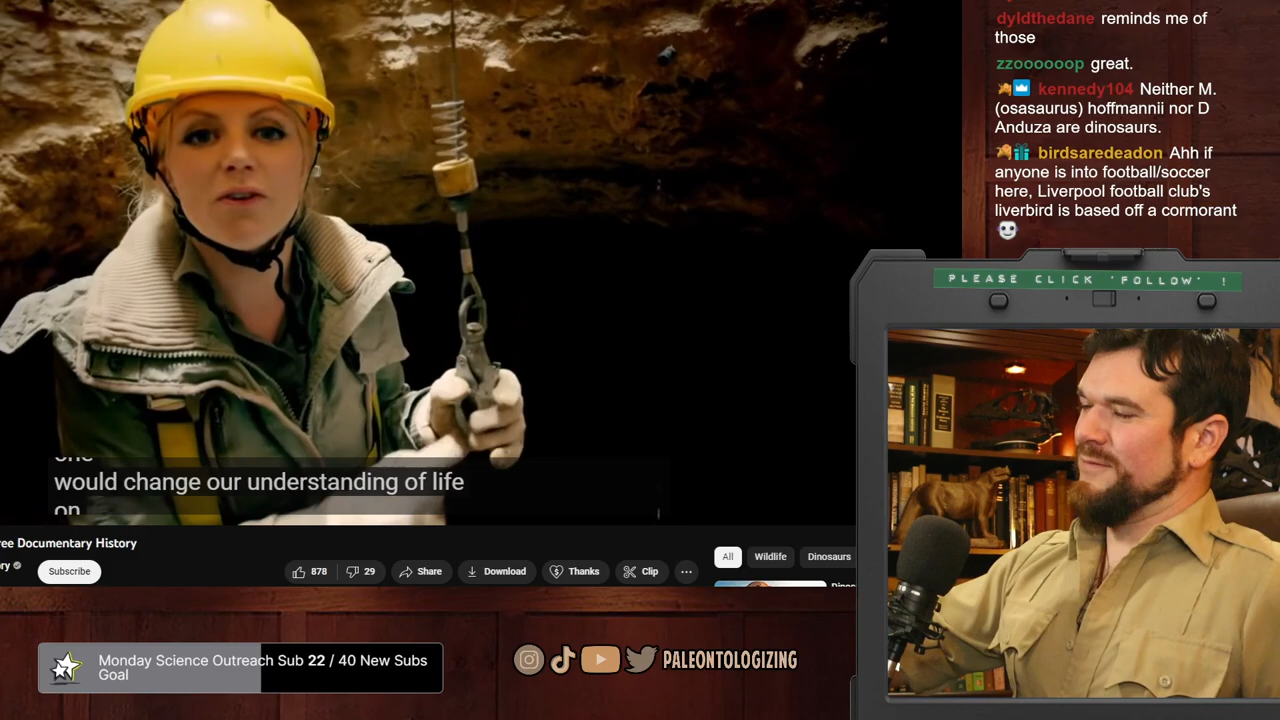 dyldthedane reminds me of
those
zzoooooop great.
kennedy104 Neither M.
(osasaurus) hoffmannii nor D
Anduza are dinosaurs.
birdsaredeadon Ahh if
anyone is into football/soccer
here, Liverpool football club's
liverbird is based off a cormorant
PLEASE CLICK 'FOLLOW' !
would change our understanding of life
on
ree Documentary History
ry
Subscribe
878
29
Share
Download
Thanks
Clip
All
Wildlife
Dinosaurs
Monday Science Outreach Sub 22 / 40 New Subs
Goal
PALEONTOLOGIZING